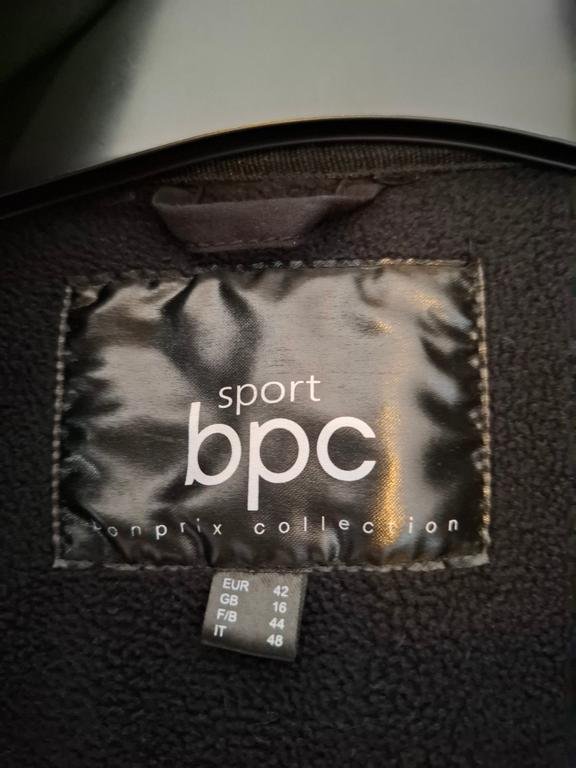 sport
bpc
bonprix collection
EUR 42
GB 16
F/B 44
IT 48